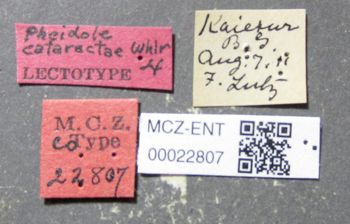 Pheidole
cataractae Whlr
LECTOTYPE
Kaieteur
B. G.
Aug. 7. 11
F. Lutz
M. C. Z.
CoType
22807
MCZ-ENT
00022807